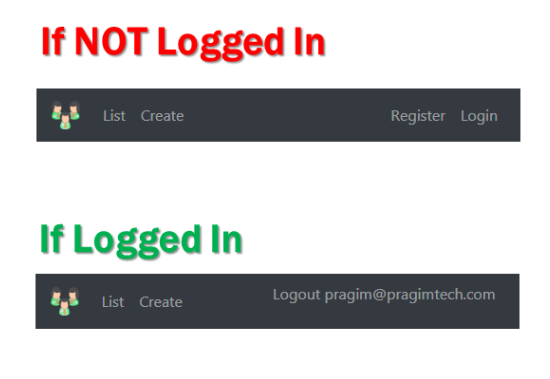 If NOT Logged In
List Create Register Login
If Logged In
List Create Logout pragim@pragimtech.com